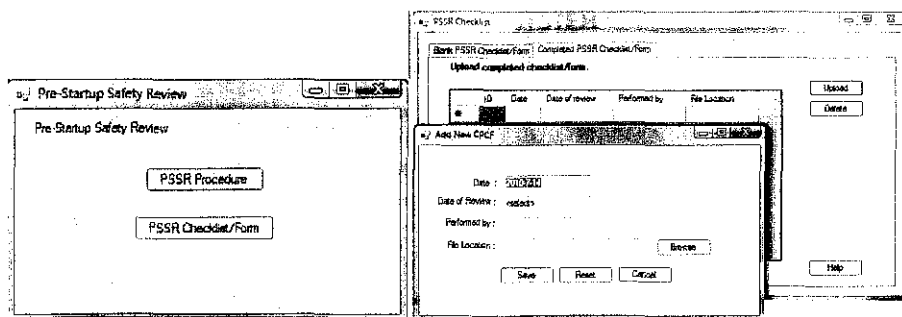 Pre-Startup Safety Review
Pre-Startup Safety Review
PSSR Procedure
PSSR Checklist/Form
PSSR Checklist
Blank PSSR Checklist/Form
Completed PSSR Checklist/Form
Upload completed checklist/form.
ID Date Date of review Performed by File Location
Upload
Delete
Help
Add New CPCF
Date :
Date of Review : <select>
Performed by :
File Location :
Browse
Save Reset Cancel